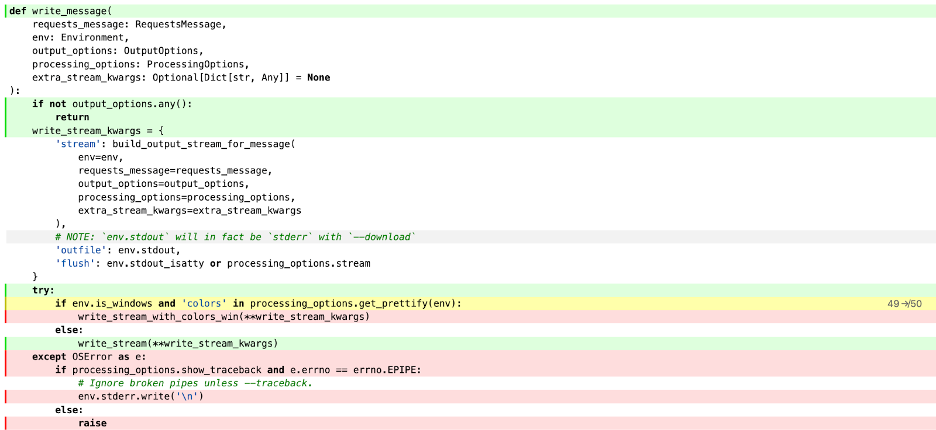 def write_message(
    requests_message: RequestsMessage,
    env: Environment,
    output_options: OutputOptions,
    processing_options: ProcessingOptions,
    extra_stream_kwargs: Optional[Dict[str, Any]] = None
):
    if not output_options.any():
        return
    write_stream_kwargs = {
        'stream': build_output_stream_for_message(
            env=env,
            requests_message=requests_message,
            output_options=output_options,
            processing_options=processing_options,
            extra_stream_kwargs=extra_stream_kwargs
        ),
        # NOTE: `env.stdout` will in fact be `stderr` with `--download`
        'outfile': env.stdout,
        'flush': env.stdout_isatty or processing_options.stream
    }
    try:
        if env.is_windows and 'colors' in processing_options.get_prettify(env): 49↛50
            write_stream_with_colors_win(**write_stream_kwargs)
        else:
            write_stream(**write_stream_kwargs)
    except OSError as e:
        if processing_options.show_traceback and e.errno == errno.EPIPE:
            # Ignore broken pipes unless --traceback.
            env.stderr.write('\n')
        else:
            raise